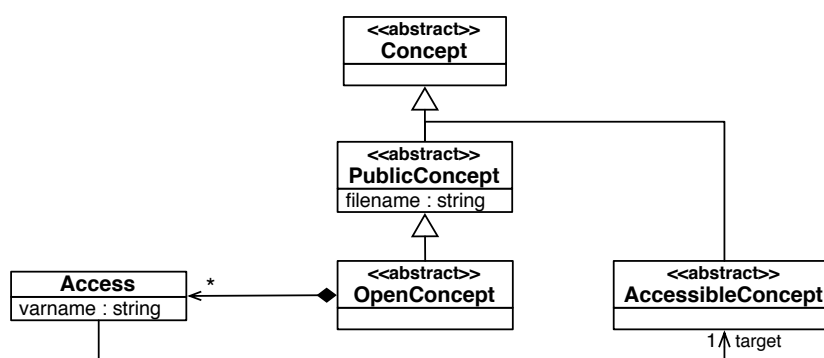 <<abstract>>
Concept
<<abstract>>
PublicConcept
filename : string
Access
varname : string
*
<<abstract>>
OpenConcept
<<abstract>>
AccessibleConcept
1 target